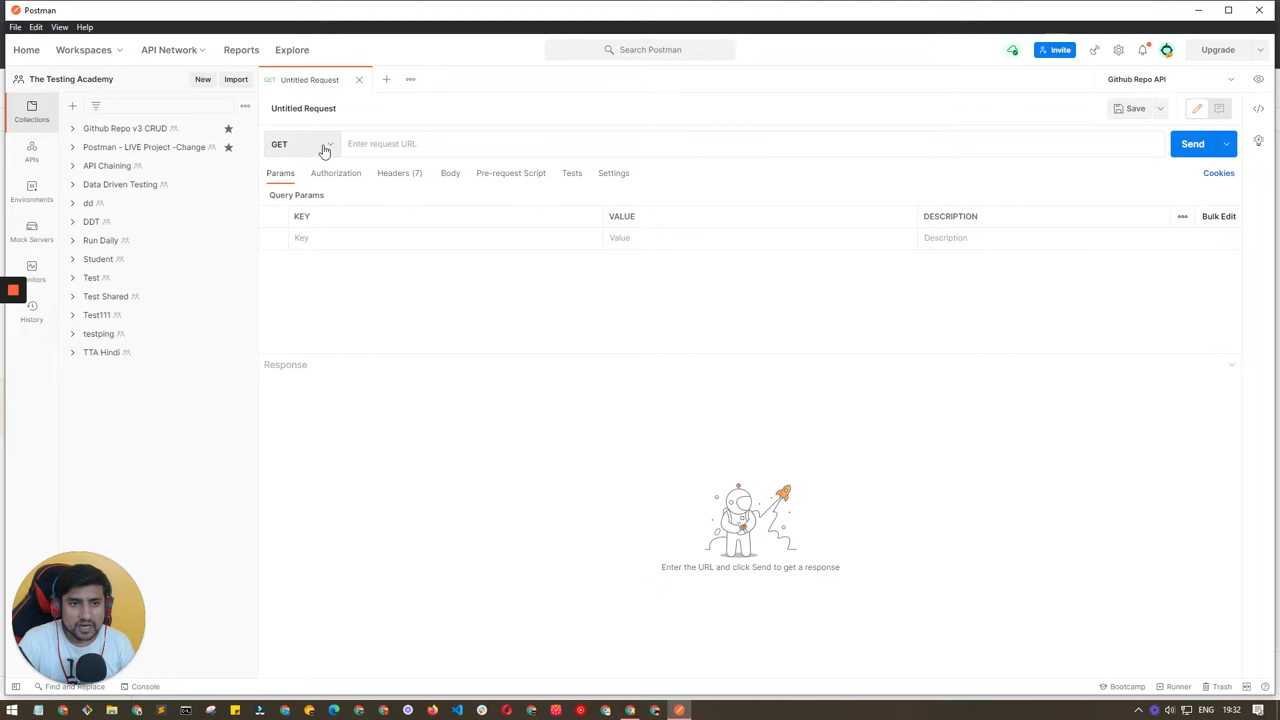 Postman
File Edit View Help
Home Workspaces API Network Reports Explore Search Postman Invite Upgrade
The Testing Academy New Import GET Untitled Request Github Repo API
Untitled Request Save
Collections
APIs
Environments
Mock Servers
nitors
History
Github Repo v3 CRUD
Postman - LIVE Project -Change
API Chaining
Data Driven Testing
dd
DDT
Run Daily
Student
Test
Test Shared
Test111
testping
TTA Hindi
GET Enter request URL Send
Params Authorization Headers (7) Body Pre-request Script Tests Settings Cookies
Query Params
KEY VALUE DESCRIPTION Bulk Edit
Key Value Description
Response
Enter the URL and click Send to get a response
Find and Replace Console Bootcamp Runner Trash
ENG 19:32